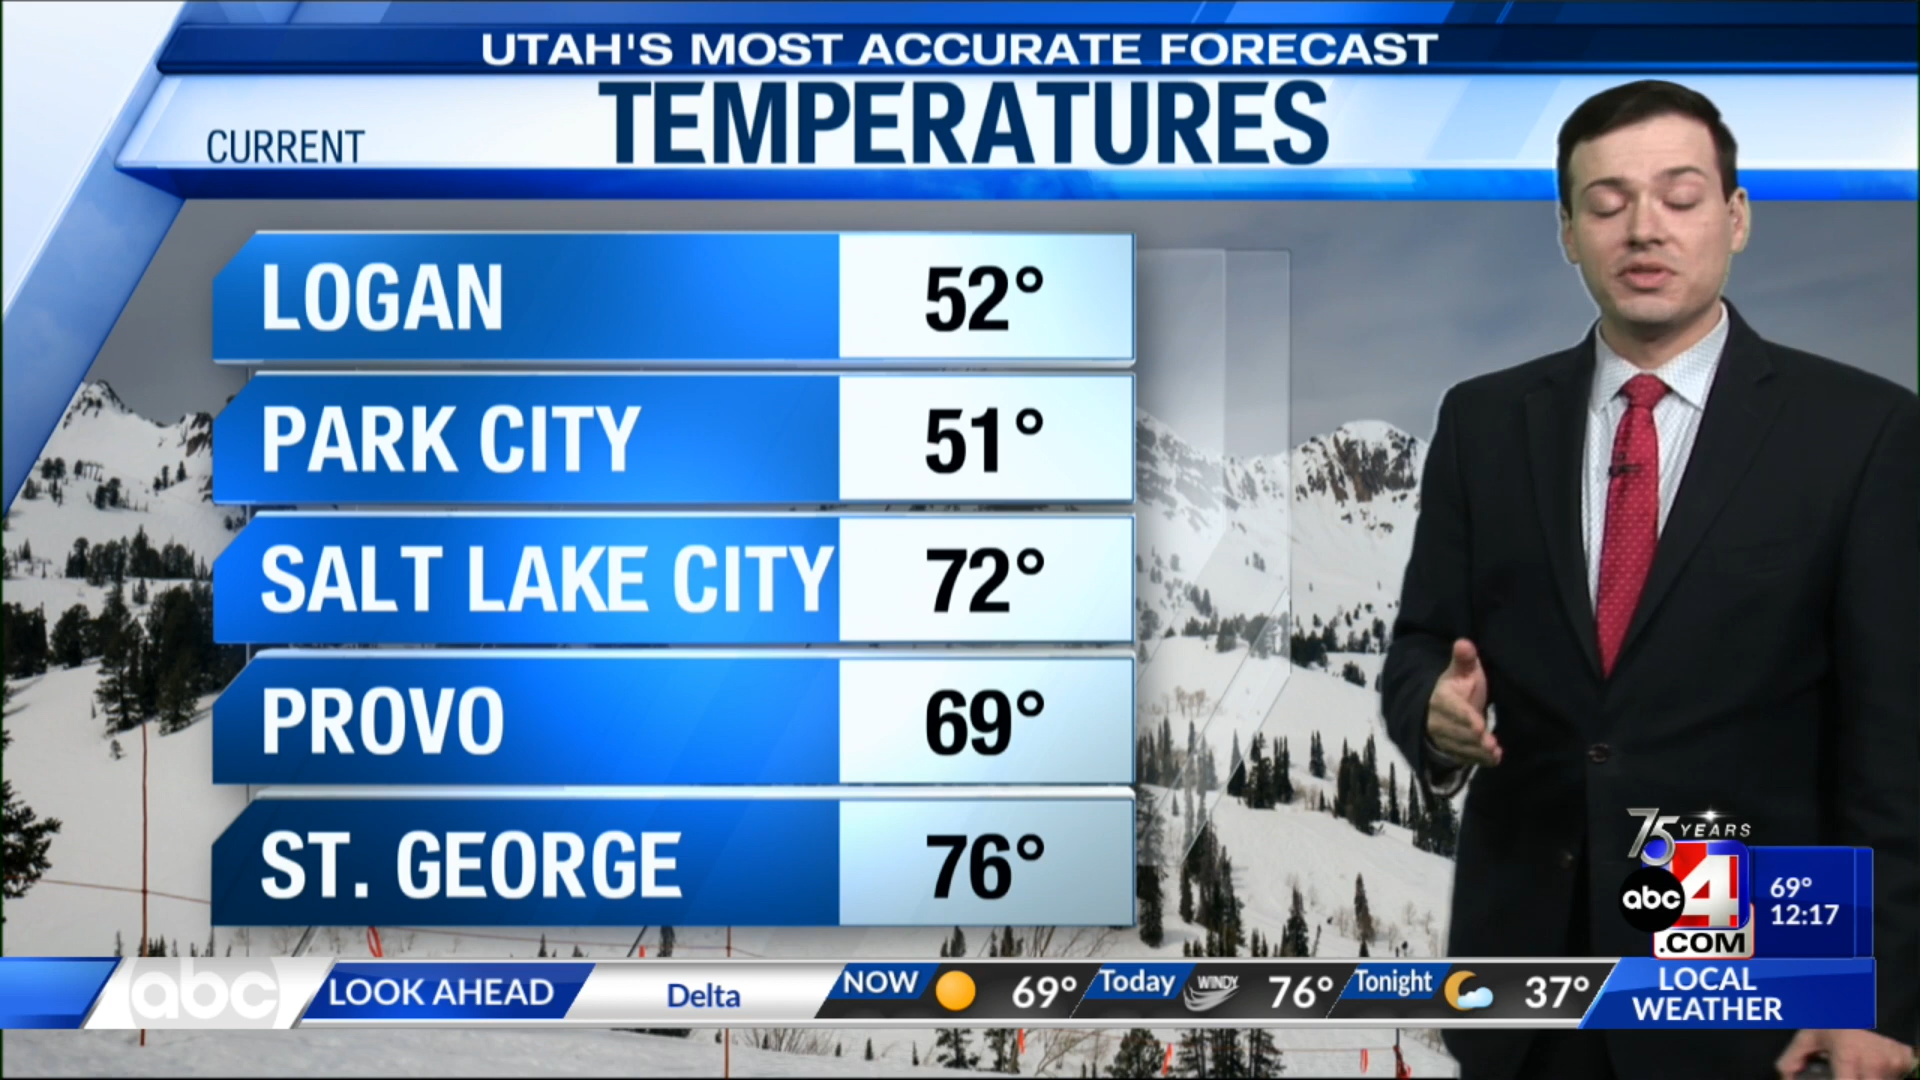 UTAH'S MOST ACCURATE FORECAST
CURRENT
TEMPERATURES
LOGAN 52°
PARK CITY 51°
SALT LAKE CITY 72°
PROVO 69°
ST. GEORGE 76°
75 YEARS
abc 4
.COM
69°
12:17
abc LOOK AHEAD Delta NOW 69° Today WINDY 76° Tonight 37°
LOCAL
WEATHER